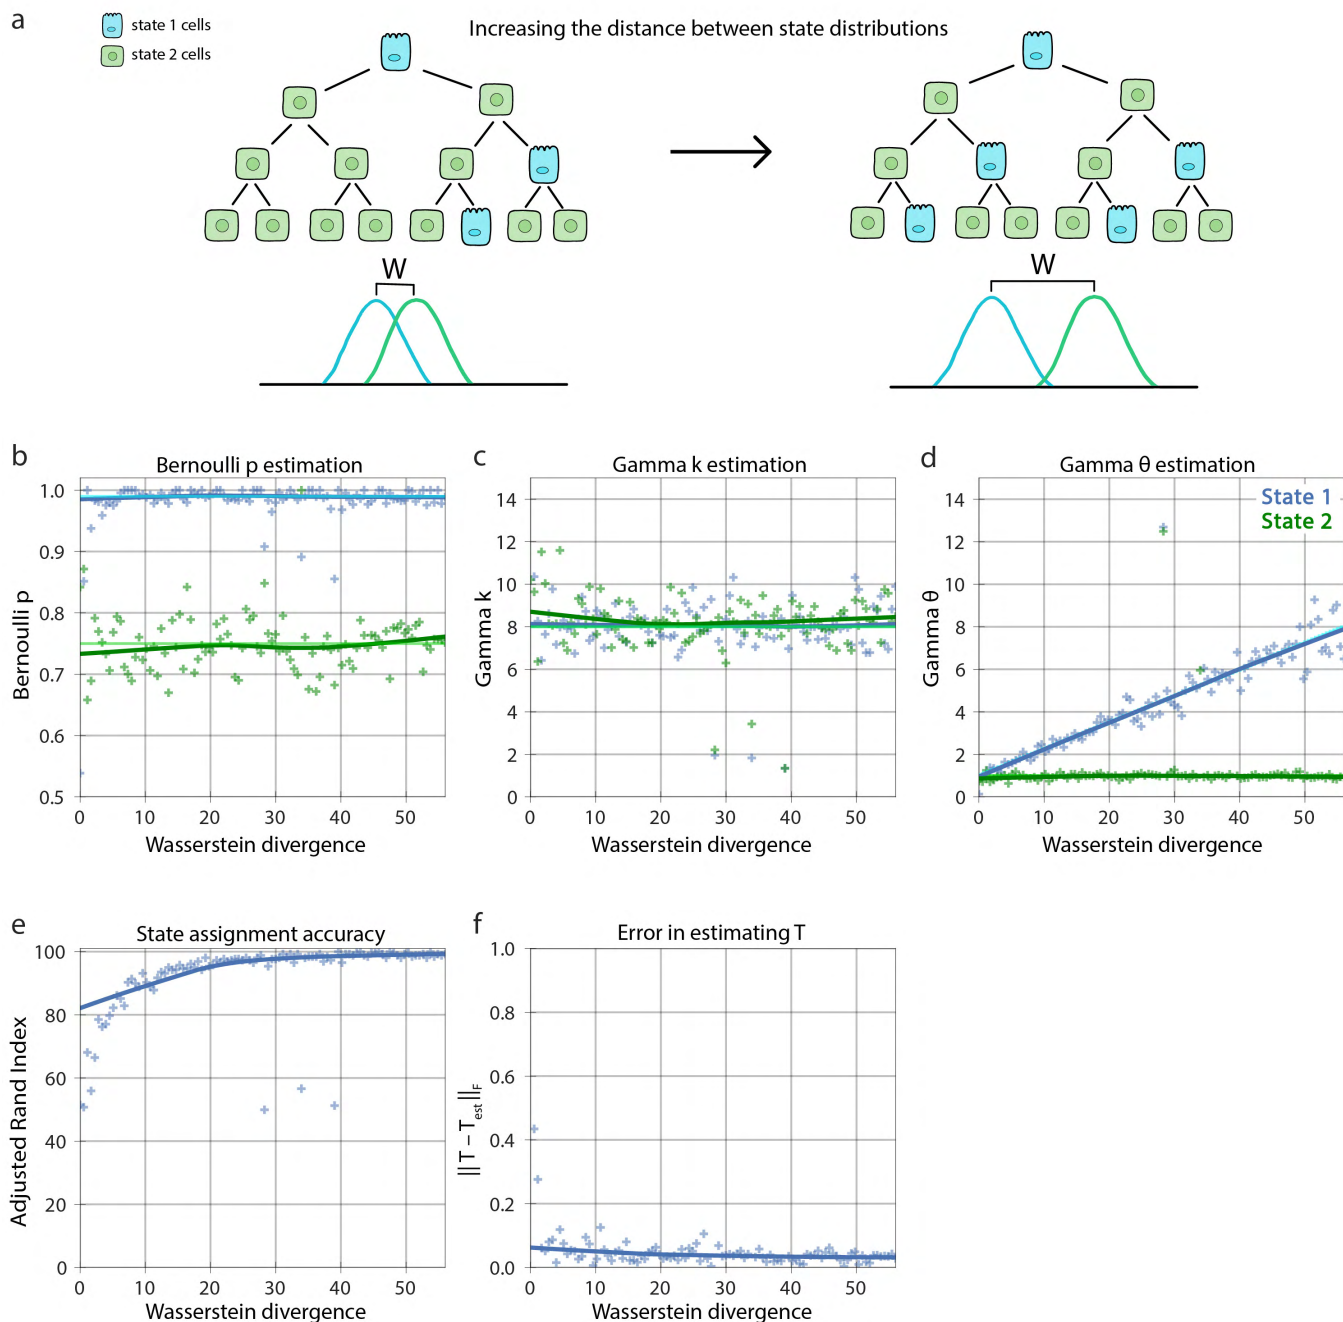 a
state 1 cells
state 2 cells
Increasing the distance between state distributions
W
W
b
Bernoulli p estimation
Bernoulli p
1.0
0.9
0.8
0.7
0.6
0.5
0 10 20 30 40 50
Wasserstein divergence
c
Gamma k estimation
Gamma k
14
12
10
8
6
4
2
0
0 10 20 30 40 50
Wasserstein divergence
d
Gamma θ estimation
State 1
State 2
Gamma θ
14
12
10
8
6
4
2
0
0 10 20 30 40 50
Wasserstein divergence
e
State assignment accuracy
Adjusted Rand Index
100
80
60
40
20
0
0 10 20 30 40 50
Wasserstein divergence
f
Error in estimating T
||T – Test||F
1.0
0.8
0.6
0.4
0.2
0.0
0 10 20 30 40 50
Wasserstein divergence